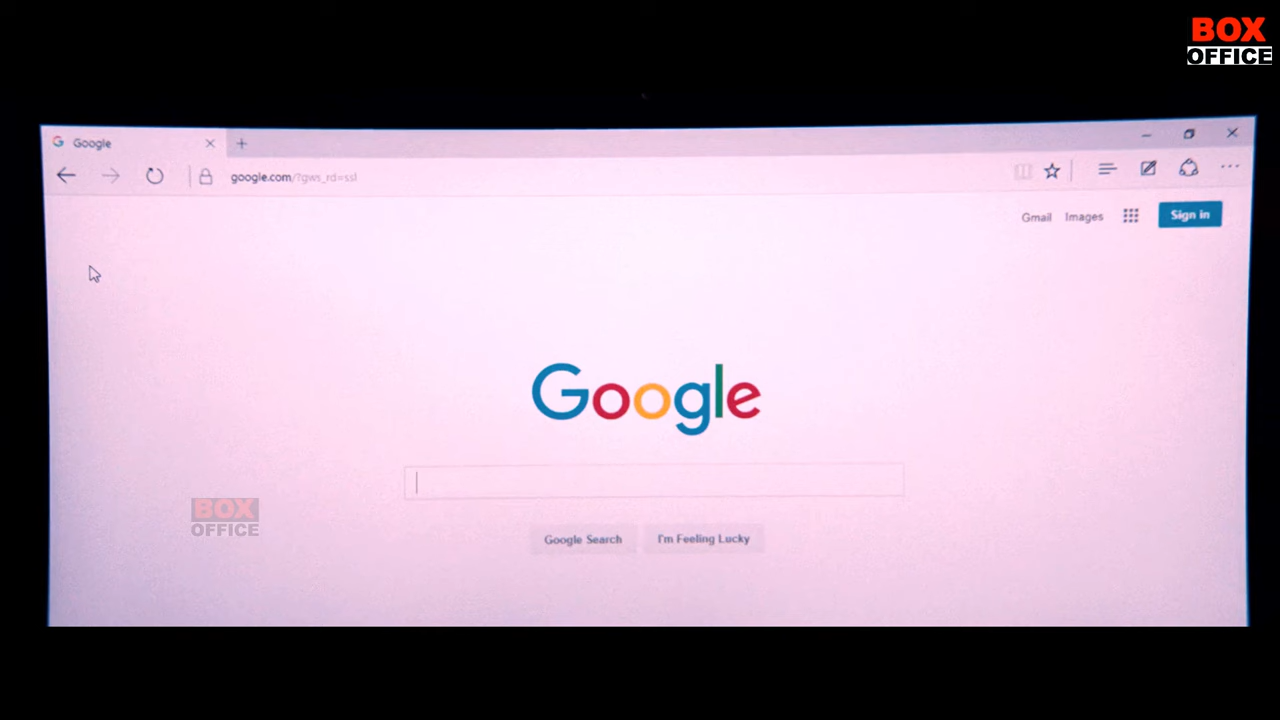 BOX
OFFICE
Google
google.com/?gws_rd=ssl
Gmail Images Sign in
Google
BOX
OFFICE
Google Search I'm Feeling Lucky